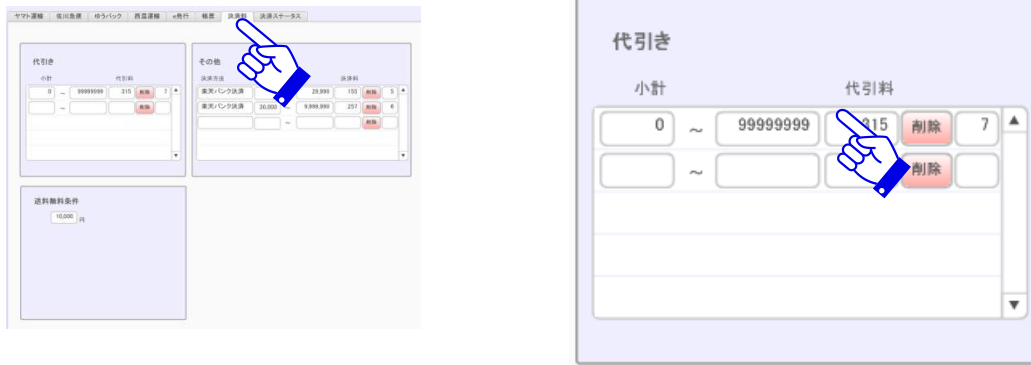 ヤマト運輸 佐川急便 ゆうパック 西濃運輸 e発行 帳票 決済料 決済ステータス
代引き
小計 代引料
0 ~ 99999999 315 削除 7
~ 削除
その他
決済方法 決済料
楽天バンク決済 29,999 155 削除 5
楽天バンク決済 30,000 ~ 9,999,999 257 削除 6
~ 削除
送料無料条件
10,000 円
代引き
小計 代引料
0 ~ 99999999 315 削除 7
~ 削除